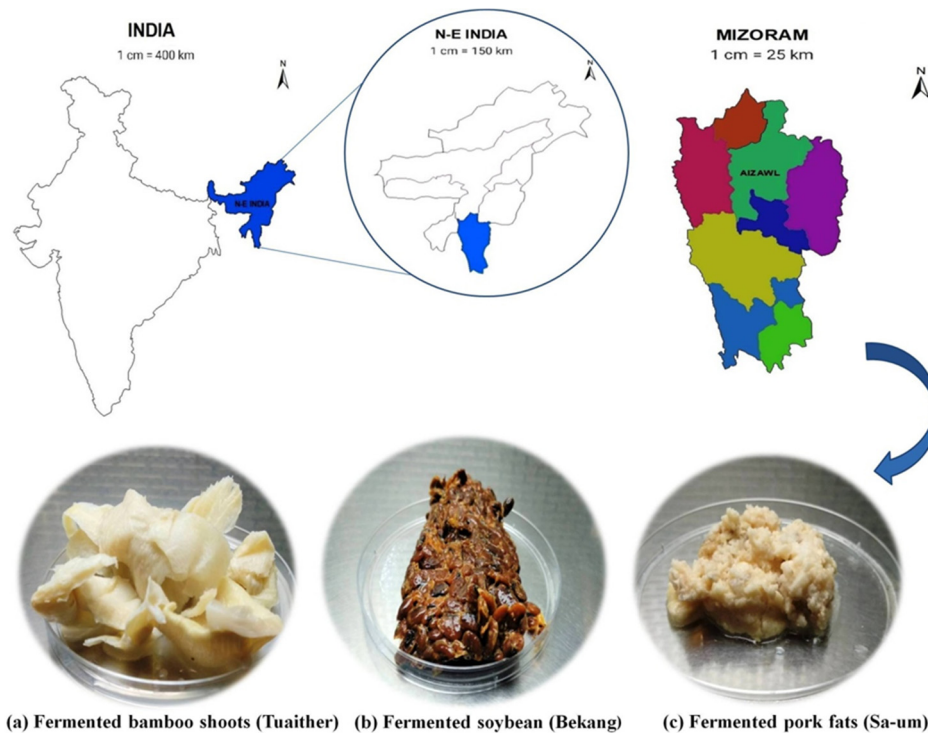 INDIA
1 cm = 400 km
N
N-E INDIA
N-E INDIA
1 cm = 150 km
N
MIZORAM
1 cm = 25 km
N
AIZAWL
(a) Fermented bamboo shoots (Tuaither)
(b) Fermented soybean (Bekang)
(c) Fermented pork fats (Sa-um)